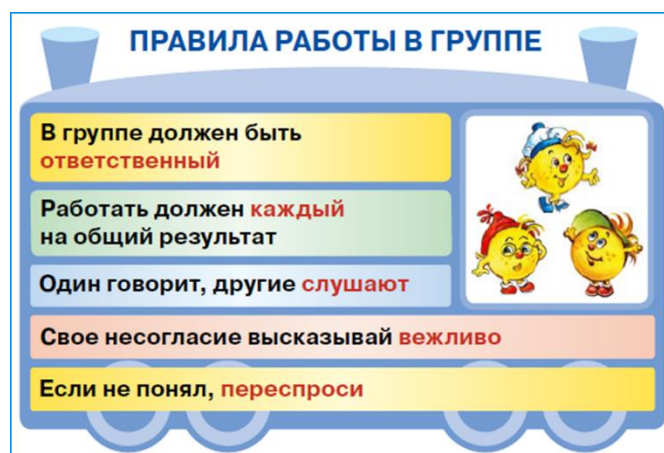 ПРАВИЛА РАБОТЫ В ГРУППЕ
В группе должен быть
ответственный
Работать должен каждый
на общий результат
Один говорит, другие слушают
Свое несогласие высказывай вежливо
Если не понял, переспроси